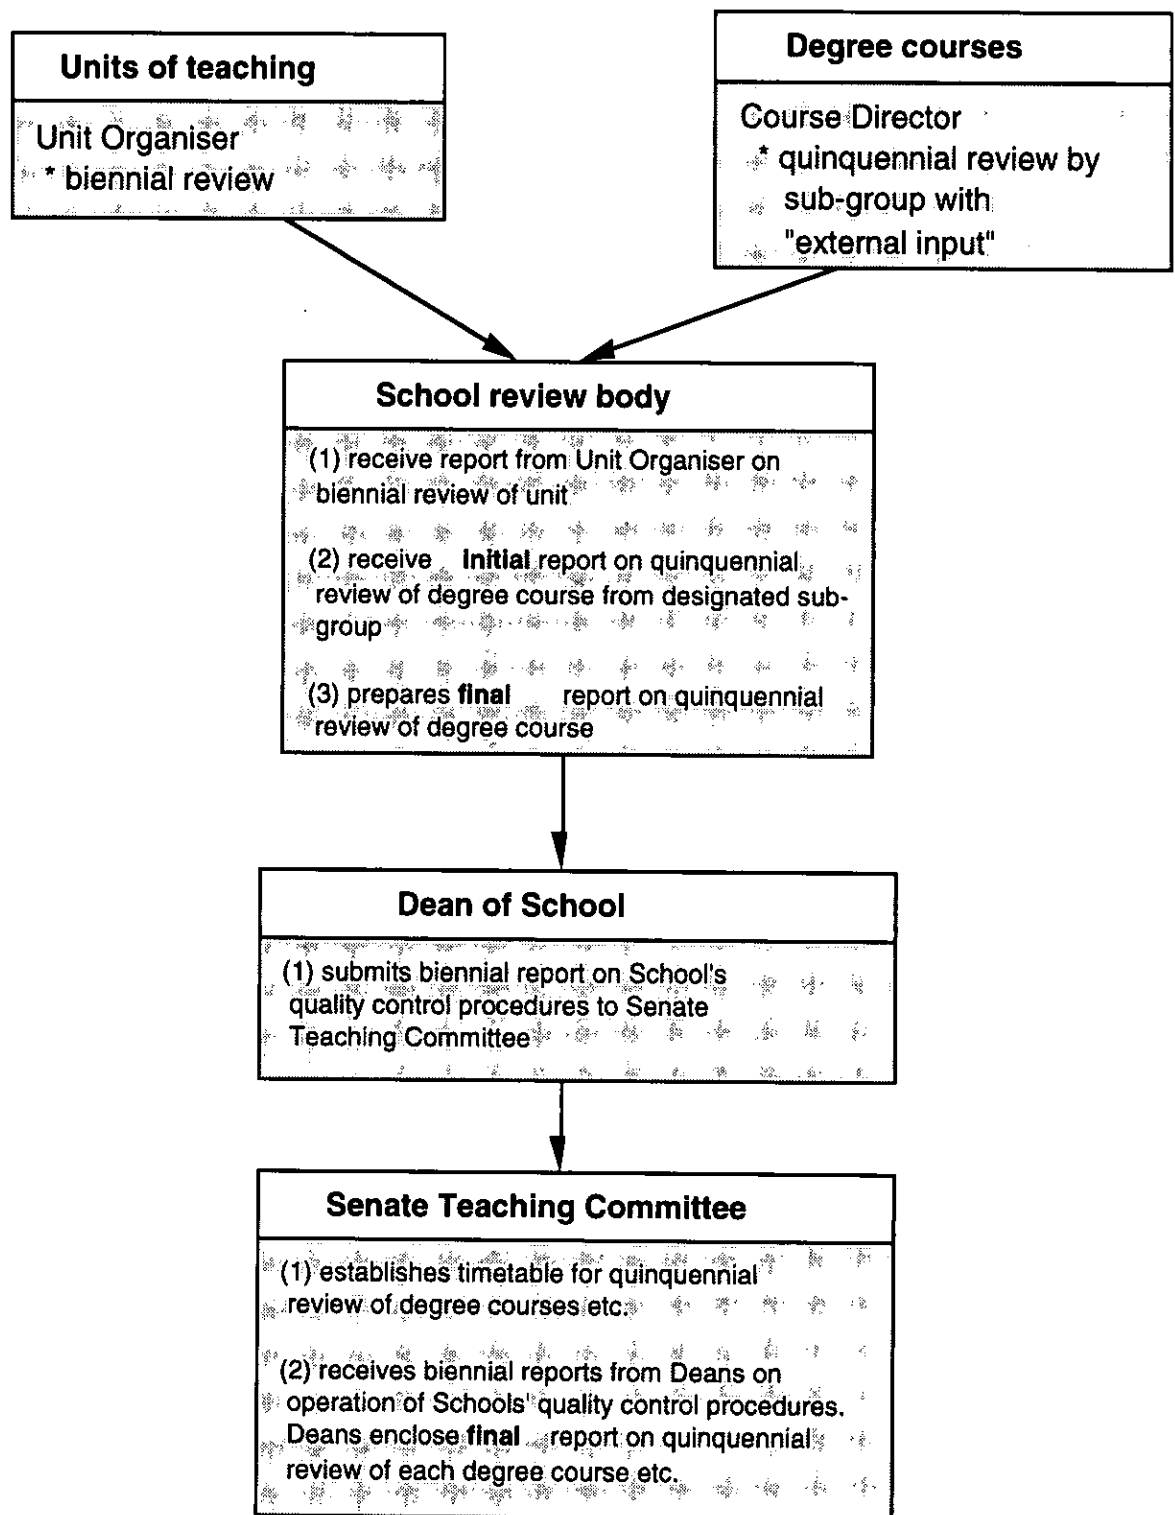 Units of teaching
Unit Organiser
* biennial review
Degree courses
Course Director
* quinquennial review by
sub-group with
"external input"
School review body
(1) receive report from Unit Organiser on
biennial review of unit
(2) receive Initial report on quinquennial
review of degree course from designated sub-
group
(3) prepares final report on quinquennial
review of degree course
Dean of School
(1) submits biennial report on School's
quality control procedures to Senate
Teaching Committee
Senate Teaching Committee
(1) establishes timetable for quinquennial
review of degree courses etc.
(2) receives biennial reports from Deans on
operation of Schools' quality control procedures.
Deans enclose final report on quinquennial
review of each degree course etc.